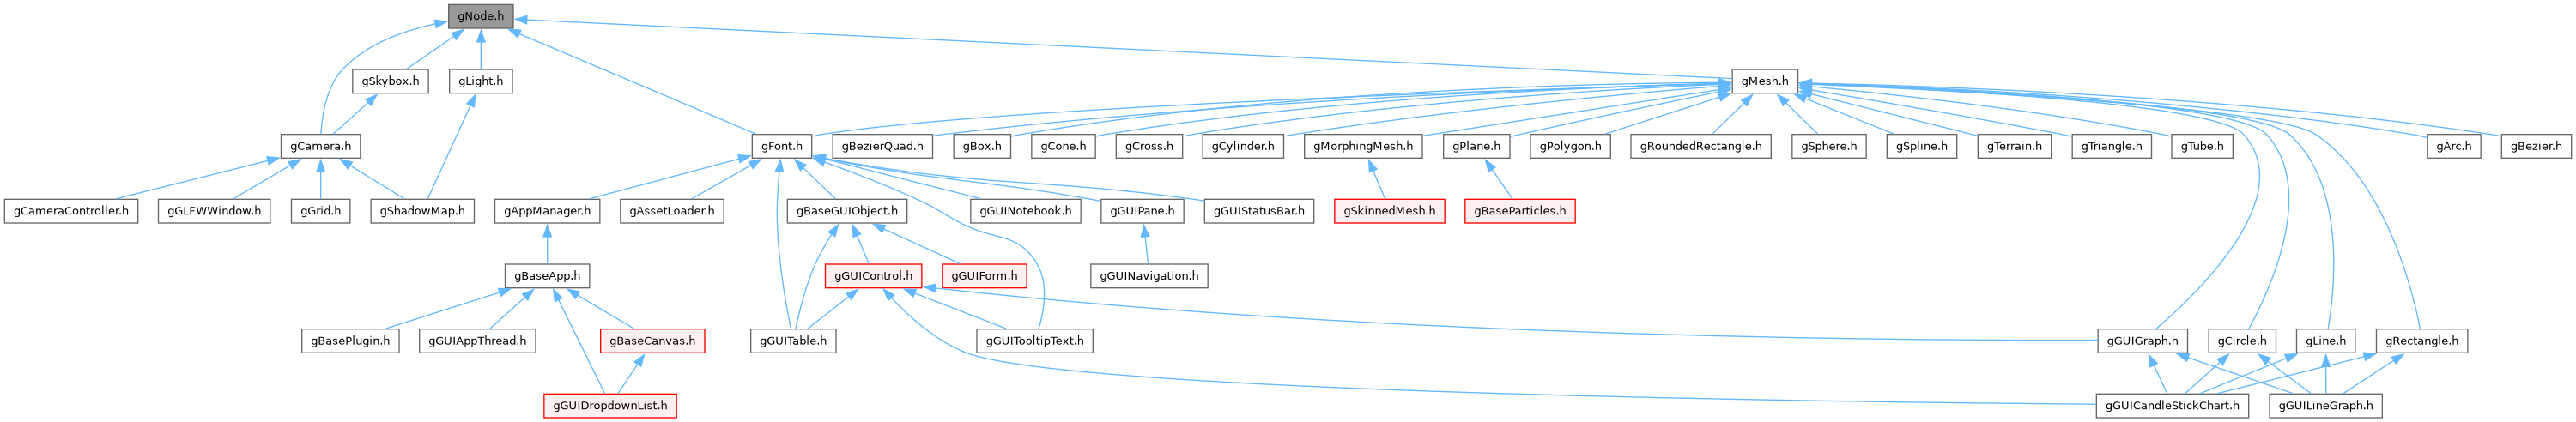 gNode.h
gSkybox.h
gLight.h
gMesh.h
gCamera.h
gFont.h
gBezierQuad.h
gBox.h
gCone.h
gCross.h
gCylinder.h
gMorphingMesh.h
gPlane.h
gPolygon.h
gRoundedRectangle.h
gSphere.h
gSpline.h
gTerrain.h
gTriangle.h
gTube.h
gArc.h
gBezier.h
gCameraController.h
gGLFWWindow.h
gGrid.h
gShadowMap.h
gAppManager.h
gAssetLoader.h
gBaseGUIObject.h
gGUINotebook.h
gGUIPane.h
gGUIStatusBar.h
gSkinnedMesh.h
gBaseParticles.h
gBaseApp.h
gGUIControl.h
gGUIForm.h
gGUINavigation.h
gBasePlugin.h
gGUIAppThread.h
gBaseCanvas.h
gGUITable.h
gGUITooltipText.h
gGUIGraph.h
gCircle.h
gLine.h
gRectangle.h
gGUIDropdownList.h
gGUICandleStickChart.h
gGUILineGraph.h